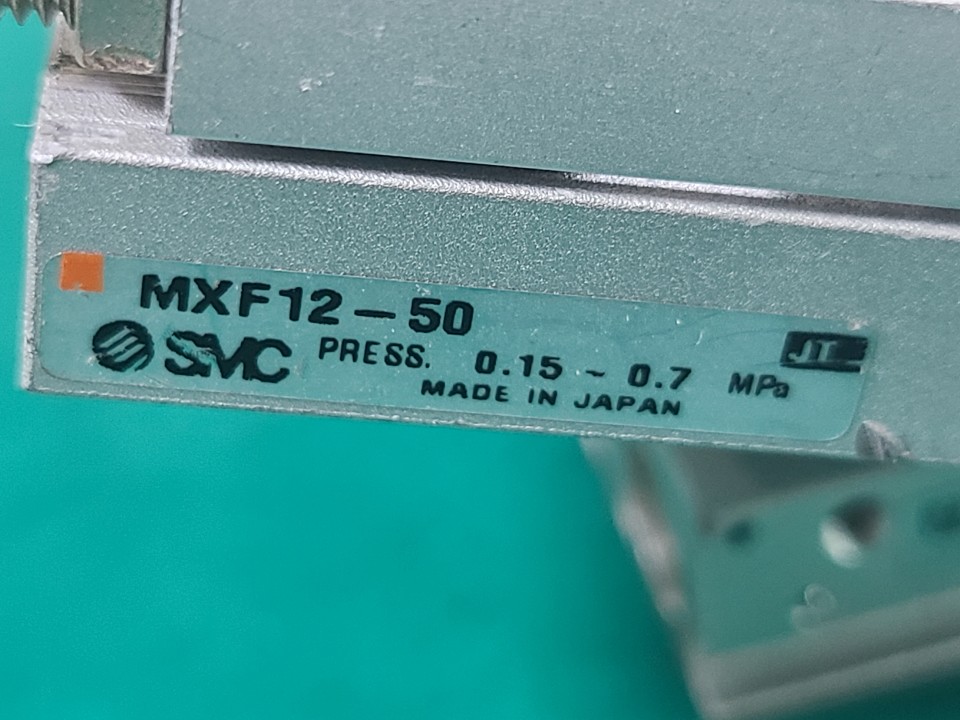 MXF12-50
SMC PRESS. 0.15 ~ 0.7 MPa
MADE IN JAPAN